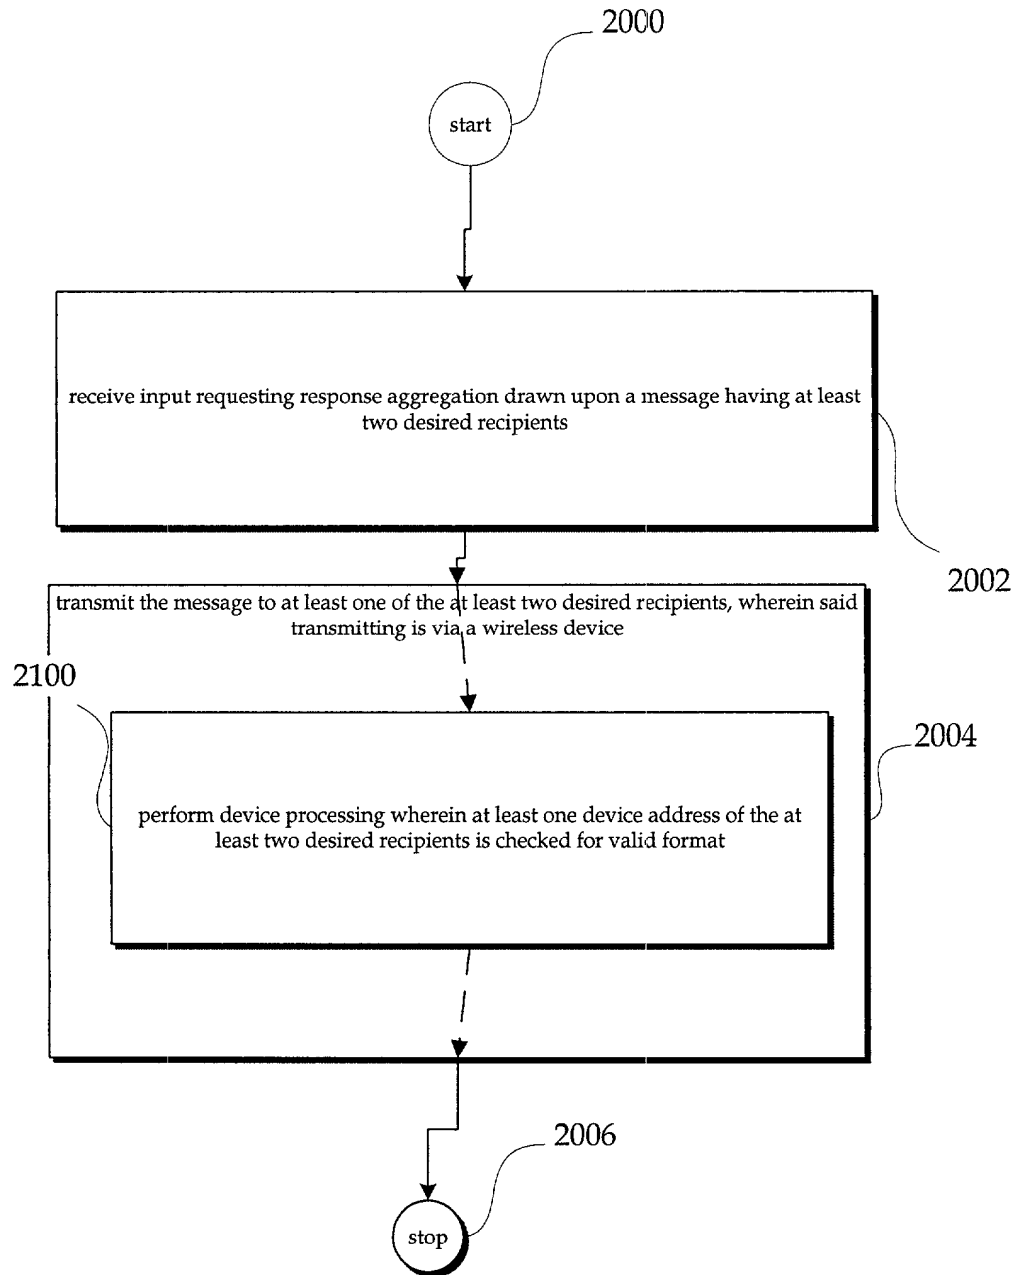 2000
start
receive input requesting response aggregation drawn upon a message having at least
two desired recipients
2002
transmit the message to at least one of the at least two desired recipients, wherein said
transmitting is via a wireless device
2100
2004
perform device processing wherein at least one device address of the at
least two desired recipients is checked for valid format
2006
stop